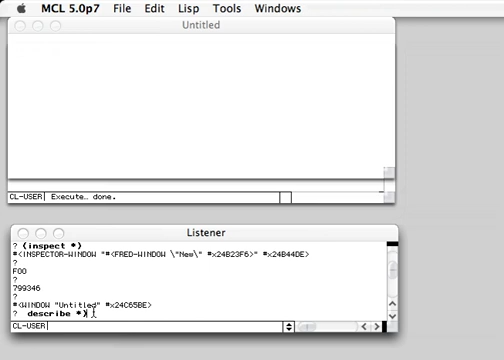 MCL 5.0p7 File Edit Lisp Tools Windows
Untitled
CL-USER Execute… done.
Listener
? (inspect *)
#<INSPECTOR-WINDOW "#<FRED-WINDOW \"New\" #x24B23F6>" #x24B44DE>
?
FOO
?
799346
?
#<WINDOW "Untitled" #x24C65BE>
? describe *)
CL-USER